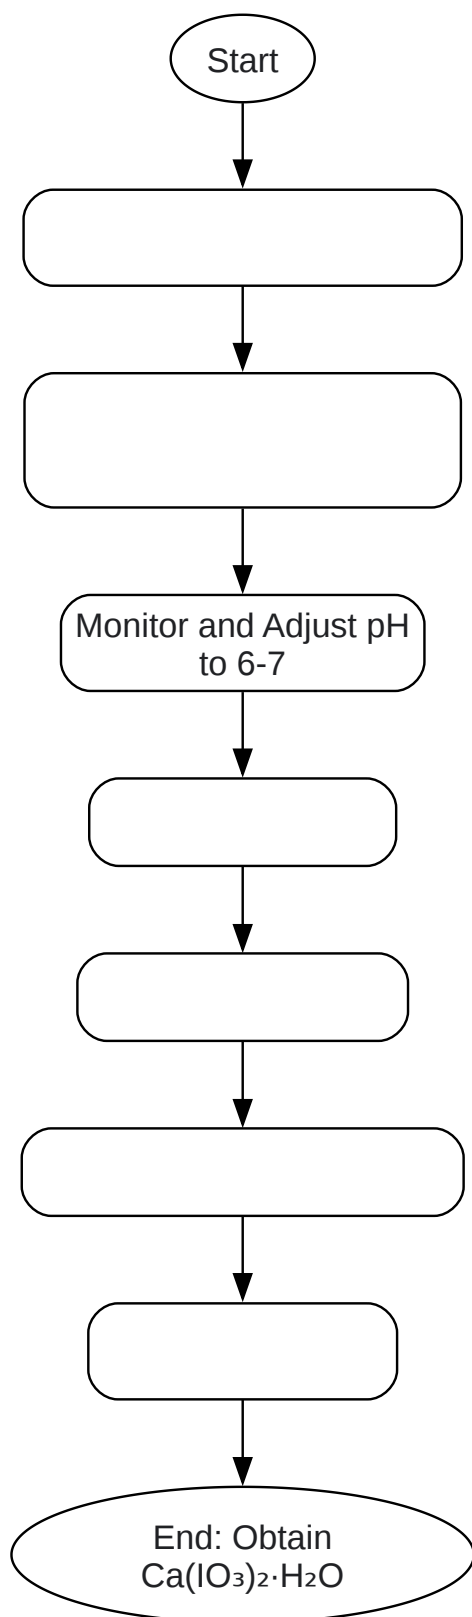 Start
Monitor and Adjust pH
to 6-7
End: Obtain
Ca(IO₃)₂·H₂O